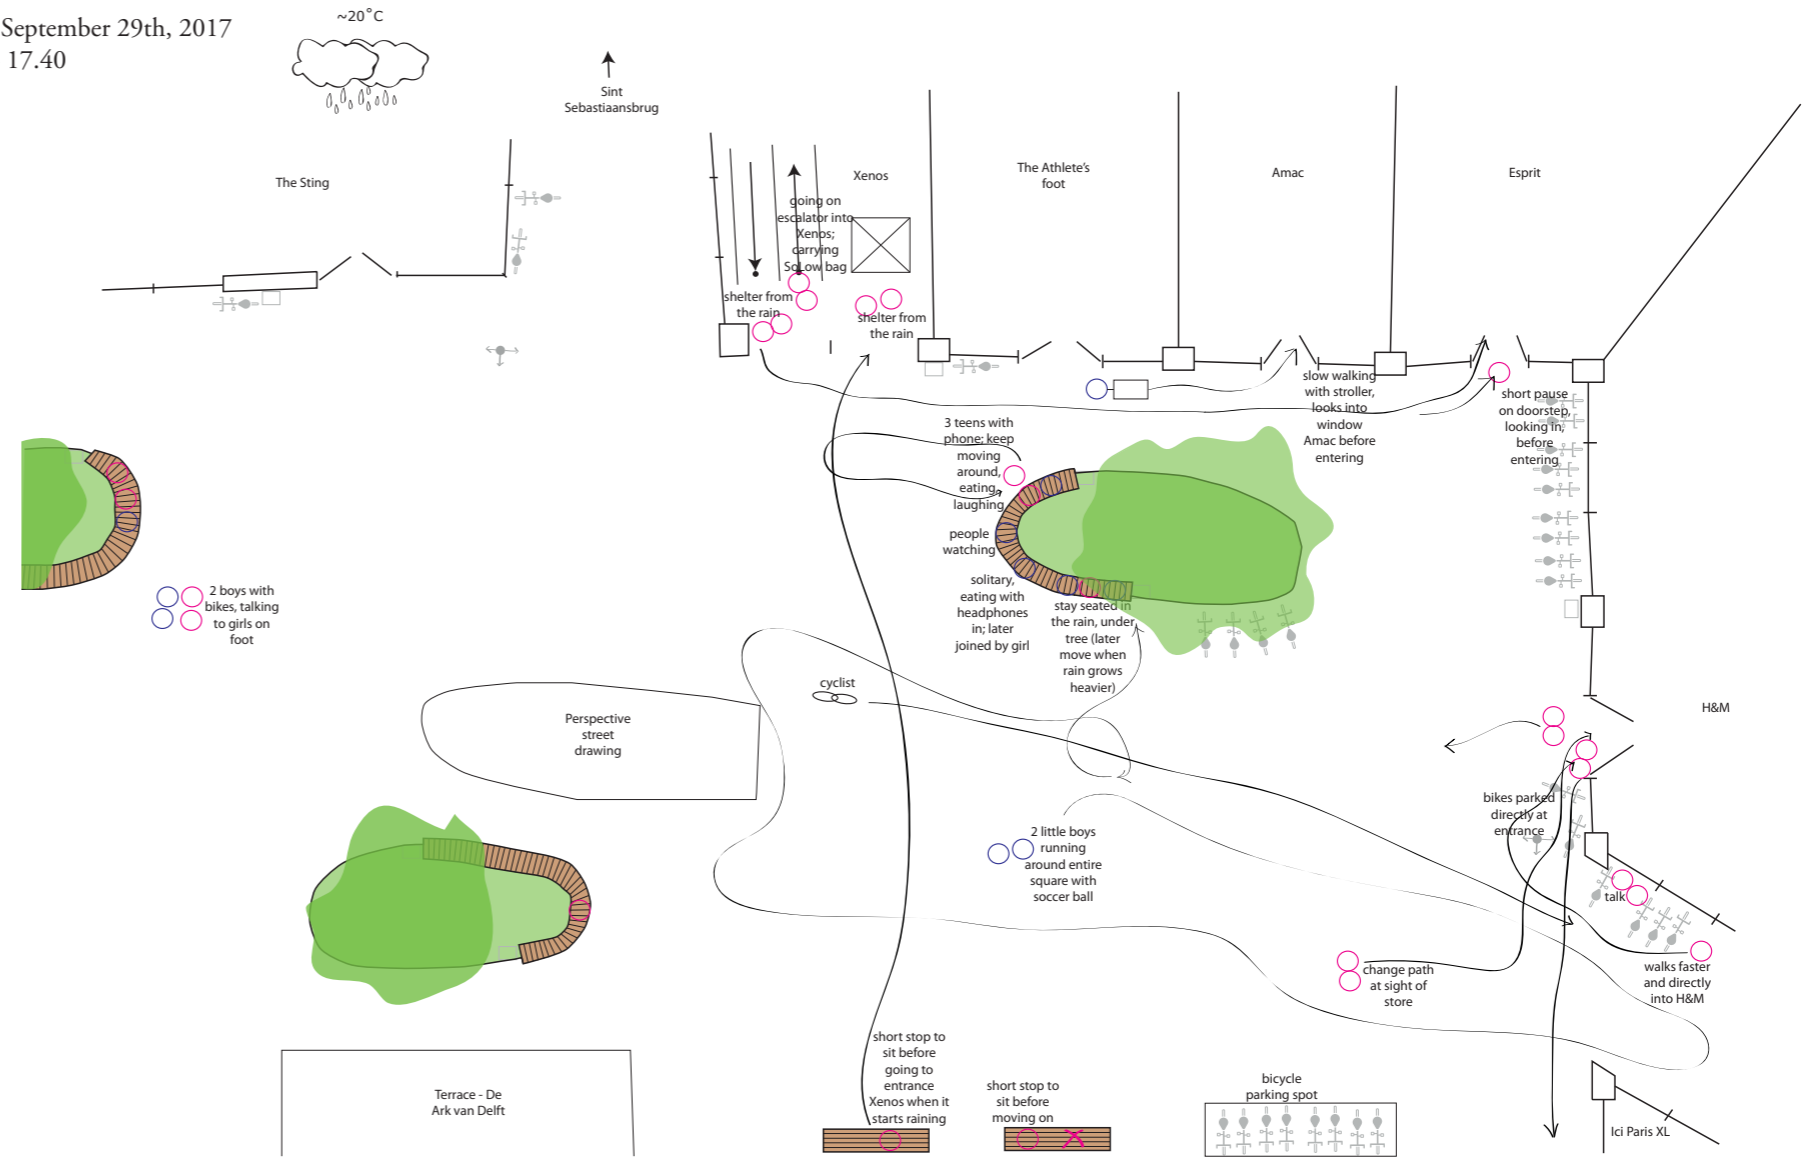 September 29th, 2017
17.40
~20°C
Sint
Sebastiaansbrug
The Sting
Xenos
The Athlete's
foot
Amac
Esprit
going on
escalator into
Xenos;
carrying
SoLow bag
shelter from
the rain
shelter from
the rain
slow walking
with stroller,
looks into
window
Amac before
entering
short pause
on doorstep,
looking in,
before
entering
3 teens with
phone; keep
moving
around,
eating,
laughing
people
watching
solitary,
eating with
headphones
in; later
joined by girl
stay seated in
the rain, under
tree (later
move when
rain grows
heavier)
2 boys with
bikes, talking
to girls on
foot
cyclist
Perspective
street
drawing
H&M
bikes parked
directly at
entrance
2 little boys
running
around entire
square with
soccer ball
talk
change path
at sight of
store
walks faster
and directly
into H&M
short stop to
sit before
going to
entrance
Xenos when it
starts raining
short stop to
sit before
moving on
bicycle
parking spot
Terrace - De
Ark van Delft
Ici Paris XL